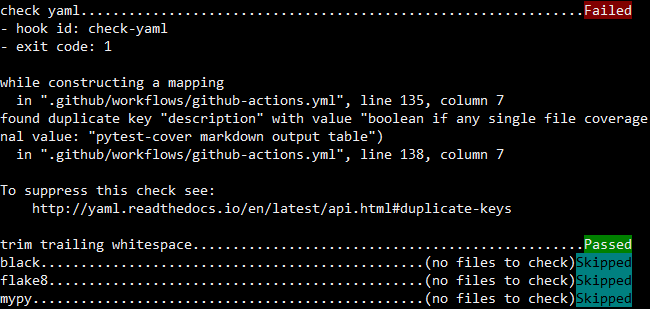 check yaml...............................................................Failed
- hook id: check-yaml
- exit code: 1
while constructing a mapping
  in ".github/workflows/github-actions.yml", line 135, column 7
found duplicate key "description" with value "boolean if any single file coverage
nal value: "pytest-cover markdown output table")
  in ".github/workflows/github-actions.yml", line 138, column 7
To suppress this check see:
    http://yaml.readthedocs.io/en/latest/api.html#duplicate-keys
trim trailing whitespace.................................................Passed
black................................................(no files to check)Skipped
flake8...............................................(no files to check)Skipped
mypy.................................................(no files to check)Skipped